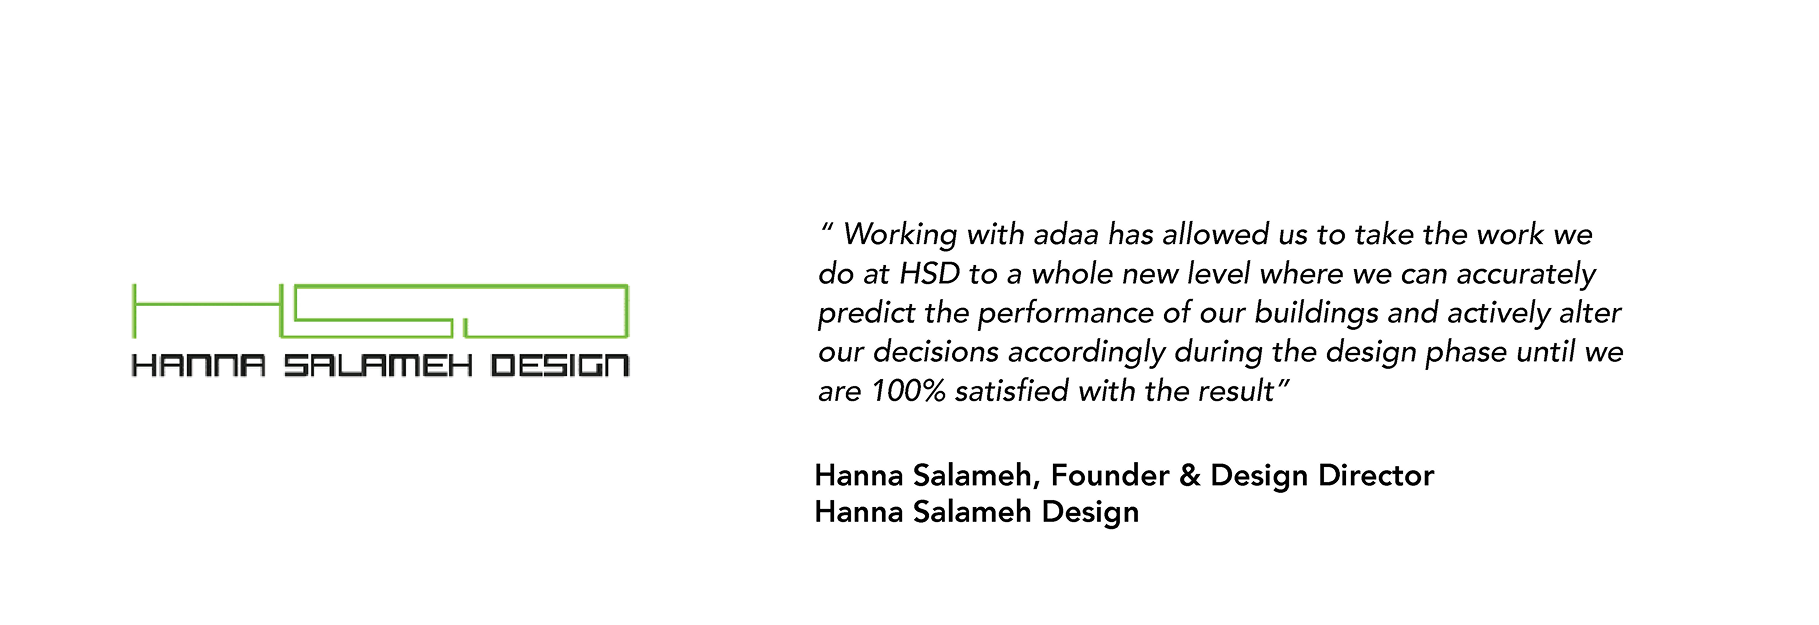 HANNA SALAMEH DESIGN
“ Working with adaa has allowed us to take the work we
do at HSD to a whole new level where we can accurately
predict the performance of our buildings and actively alter
our decisions accordingly during the design phase until we
are 100% satisfied with the result”
Hanna Salameh, Founder & Design Director
Hanna Salameh Design